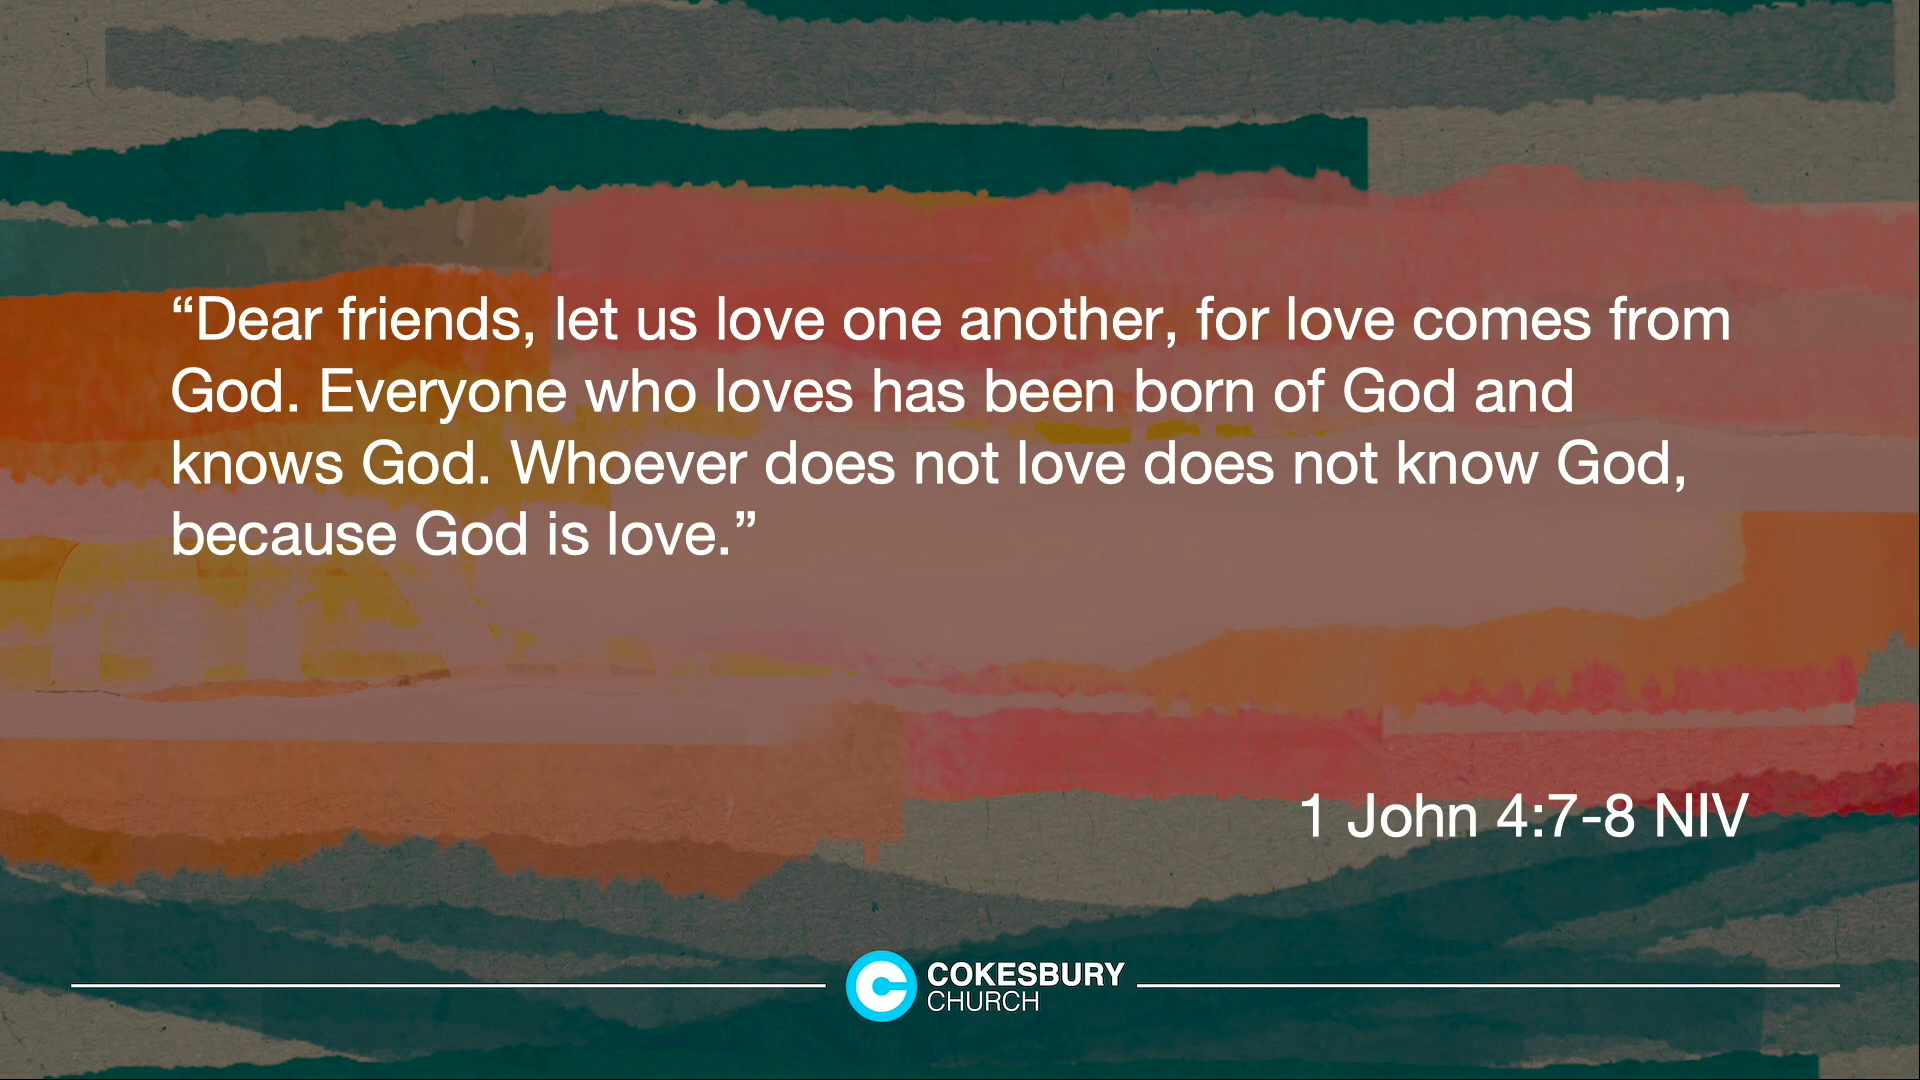 “Dear friends, let us love one another, for love comes from
God. Everyone who loves has been born of God and
knows God. Whoever does not love does not know God,
because God is love.”
1 John 4:7-8 NIV
COKESBURY
CHURCH